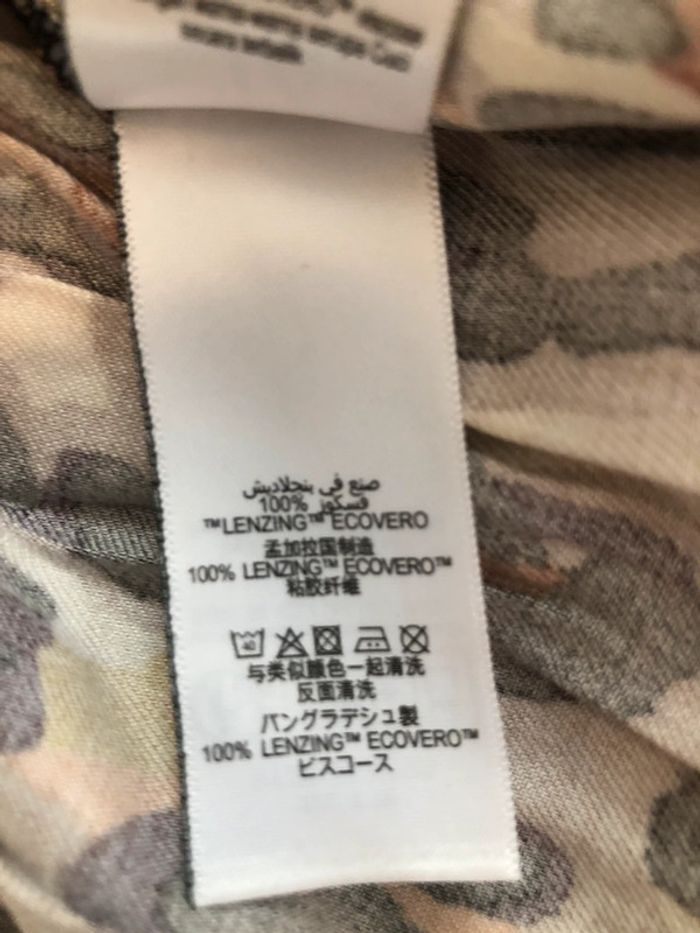 صنع في بنجلاديش
100% فسكوز
™LENZING™ ECOVERO
孟加拉国制造
100% LENZING™ ECOVERO™
粘胶纤维
40
与类似颜色一起清洗
反面清洗
バングラデシュ製
100% LENZING™ ECOVERO™
ビスコース